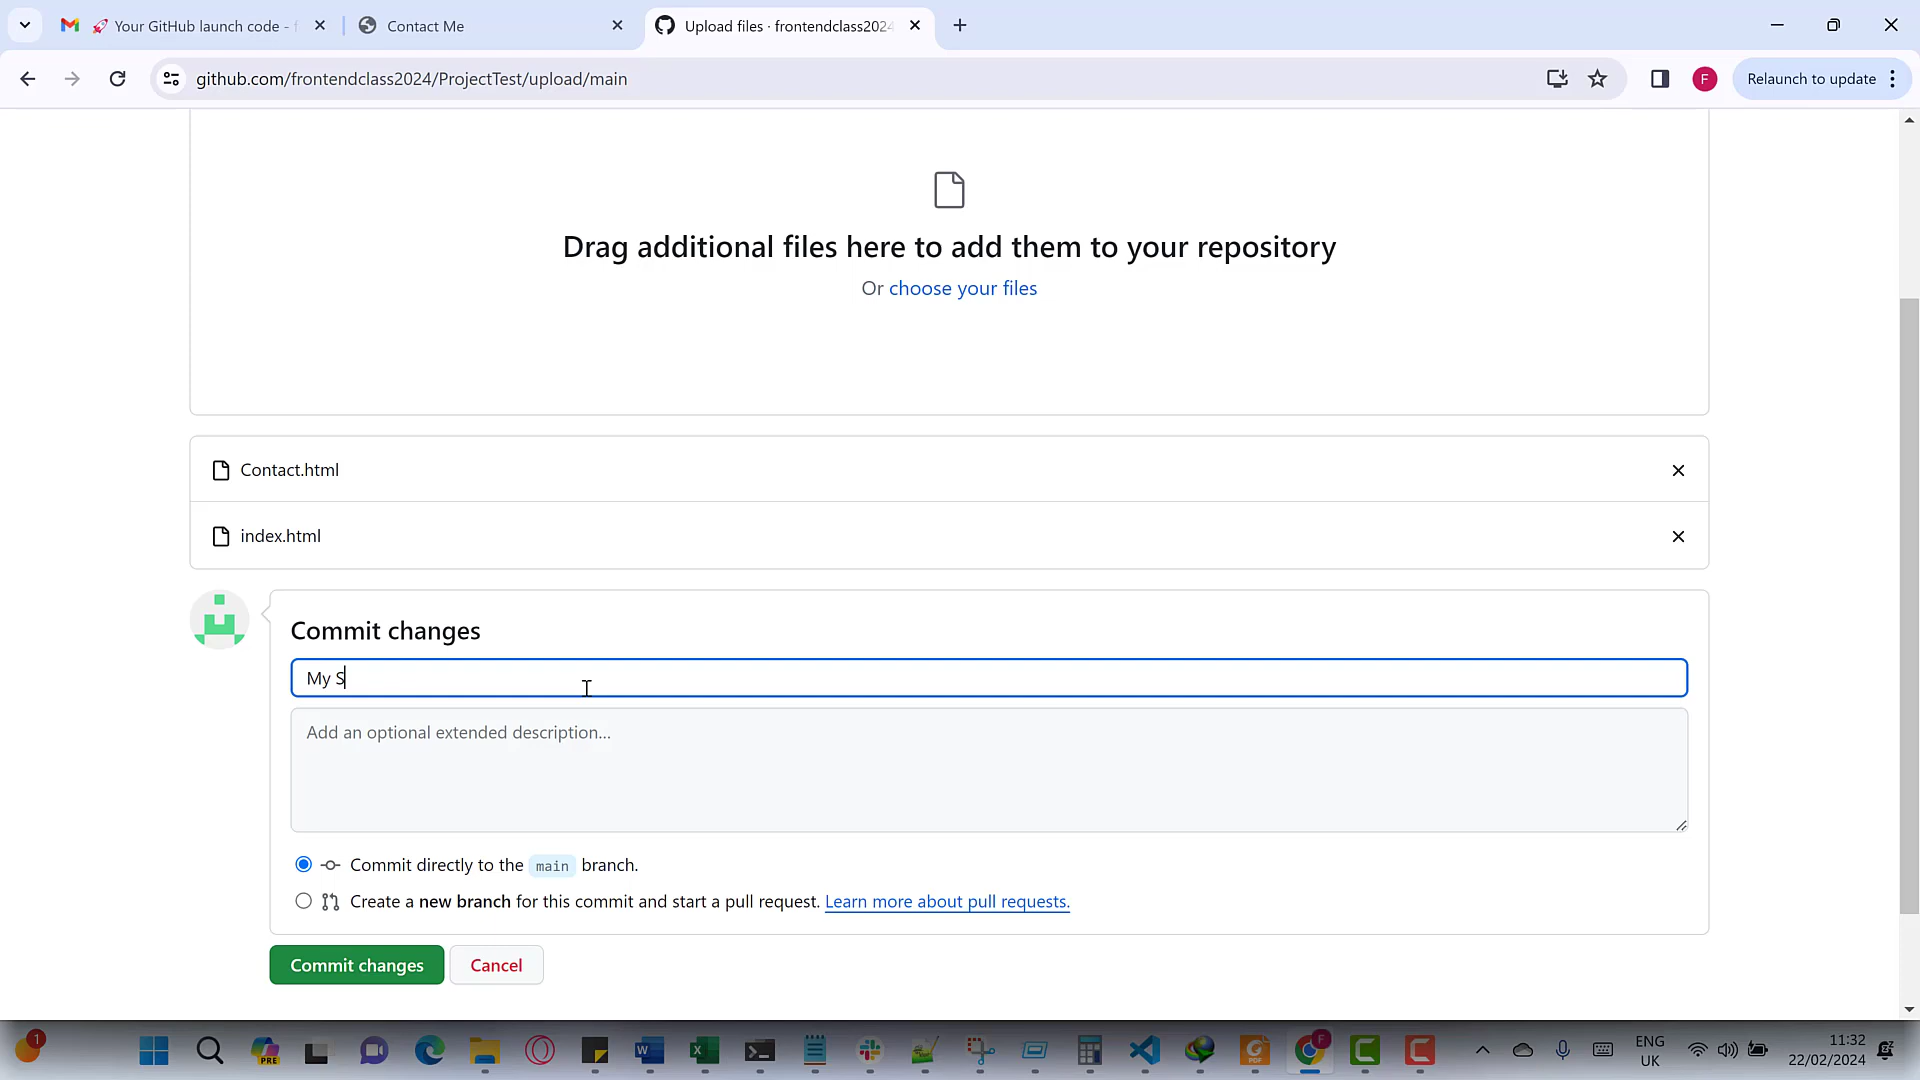 🚀 Your GitHub launch code -
Contact Me
Upload files · frontendclass2024
github.com/frontendclass2024/ProjectTest/upload/main
F
Relaunch to update
Drag additional files here to add them to your repository
Or choose your files
Contact.html
index.html
Commit changes
My S
Add an optional extended description...
Commit directly to the main branch.
Create a new branch for this commit and start a pull request. Learn more about pull requests.
Commit changes
Cancel
1
PRE
F
ENG
UK
11:32
22/02/2024